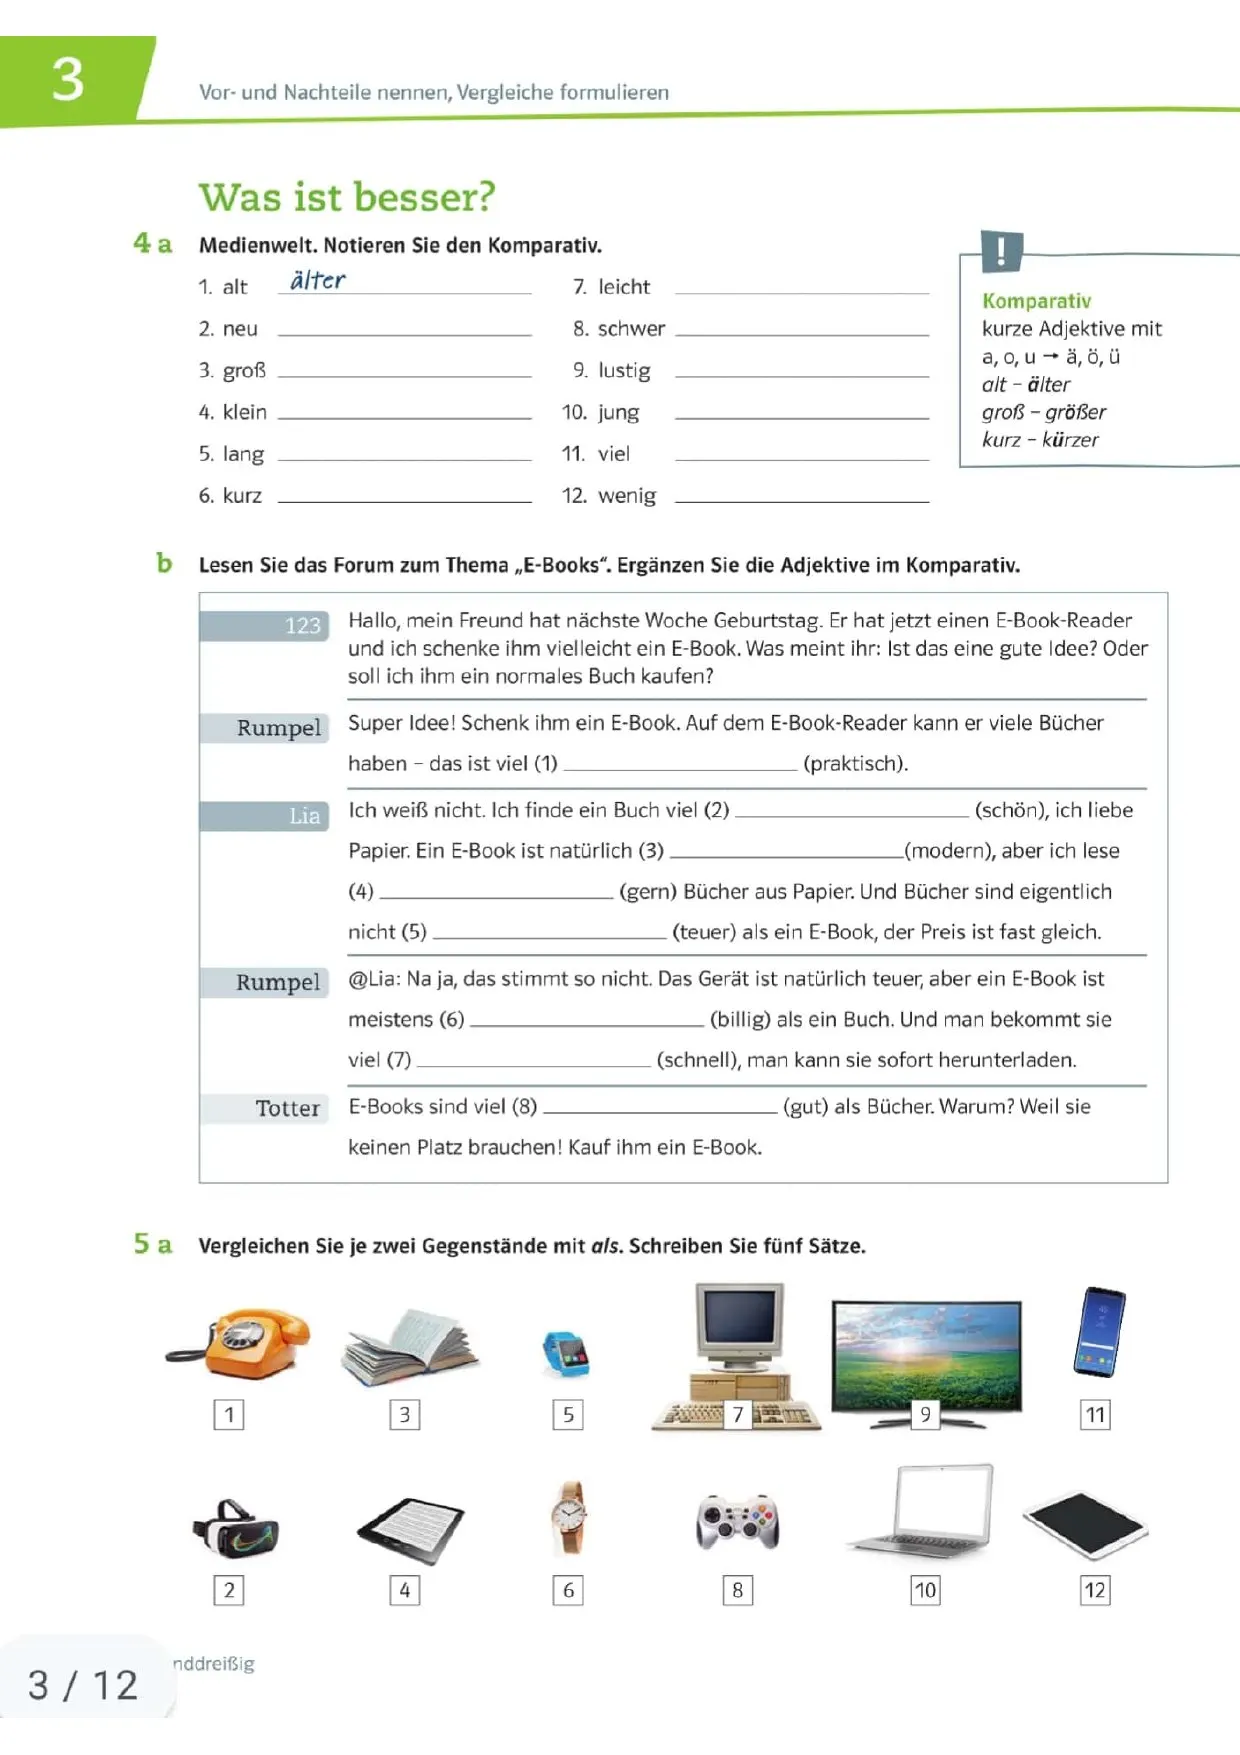 3
Vor- und Nachteile nennen, Vergleiche formulieren
Was ist besser?
4 a Medienwelt. Notieren Sie den Komparativ.
1. alt älter
2. neu
3. groß
4. klein
5. lang
6. kurz
7. leicht
8. schwer
9. lustig
10. jung
11. viel
12. wenig
!
Komparativ
kurze Adjektive mit
a, o, u → ä, ö, ü
alt – älter
groß – größer
kurz – kürzer
b Lesen Sie das Forum zum Thema „E-Books“. Ergänzen Sie die Adjektive im Komparativ.
123
Hallo, mein Freund hat nächste Woche Geburtstag. Er hat jetzt einen E-Book-Reader
und ich schenke ihm vielleicht ein E-Book. Was meint ihr: Ist das eine gute Idee? Oder
soll ich ihm ein normales Buch kaufen?
Rumpel
Super Idee! Schenk ihm ein E-Book. Auf dem E-Book-Reader kann er viele Bücher
haben – das ist viel (1) ____ (praktisch).
Lia
Ich weiß nicht. Ich finde ein Buch viel (2) ____ (schön), ich liebe
Papier. Ein E-Book ist natürlich (3) ____ (modern), aber ich lese
(4) ____ (gern) Bücher aus Papier. Und Bücher sind eigentlich
nicht (5) ____ (teuer) als ein E-Book, der Preis ist fast gleich.
Rumpel
@Lia: Na ja, das stimmt so nicht. Das Gerät ist natürlich teuer, aber ein E-Book ist
meistens (6) ____ (billig) als ein Buch. Und man bekommt sie
viel (7) ____ (schnell), man kann sie sofort herunterladen.
Totter
E-Books sind viel (8) ____ (gut) als Bücher. Warum? Weil sie
keinen Platz brauchen! Kauf ihm ein E-Book.
5 a Vergleichen Sie je zwei Gegenstände mit als. Schreiben Sie fünf Sätze.
1 3 5 7 9 11
2 4 6 8 10 12
nddreißig
3 / 12